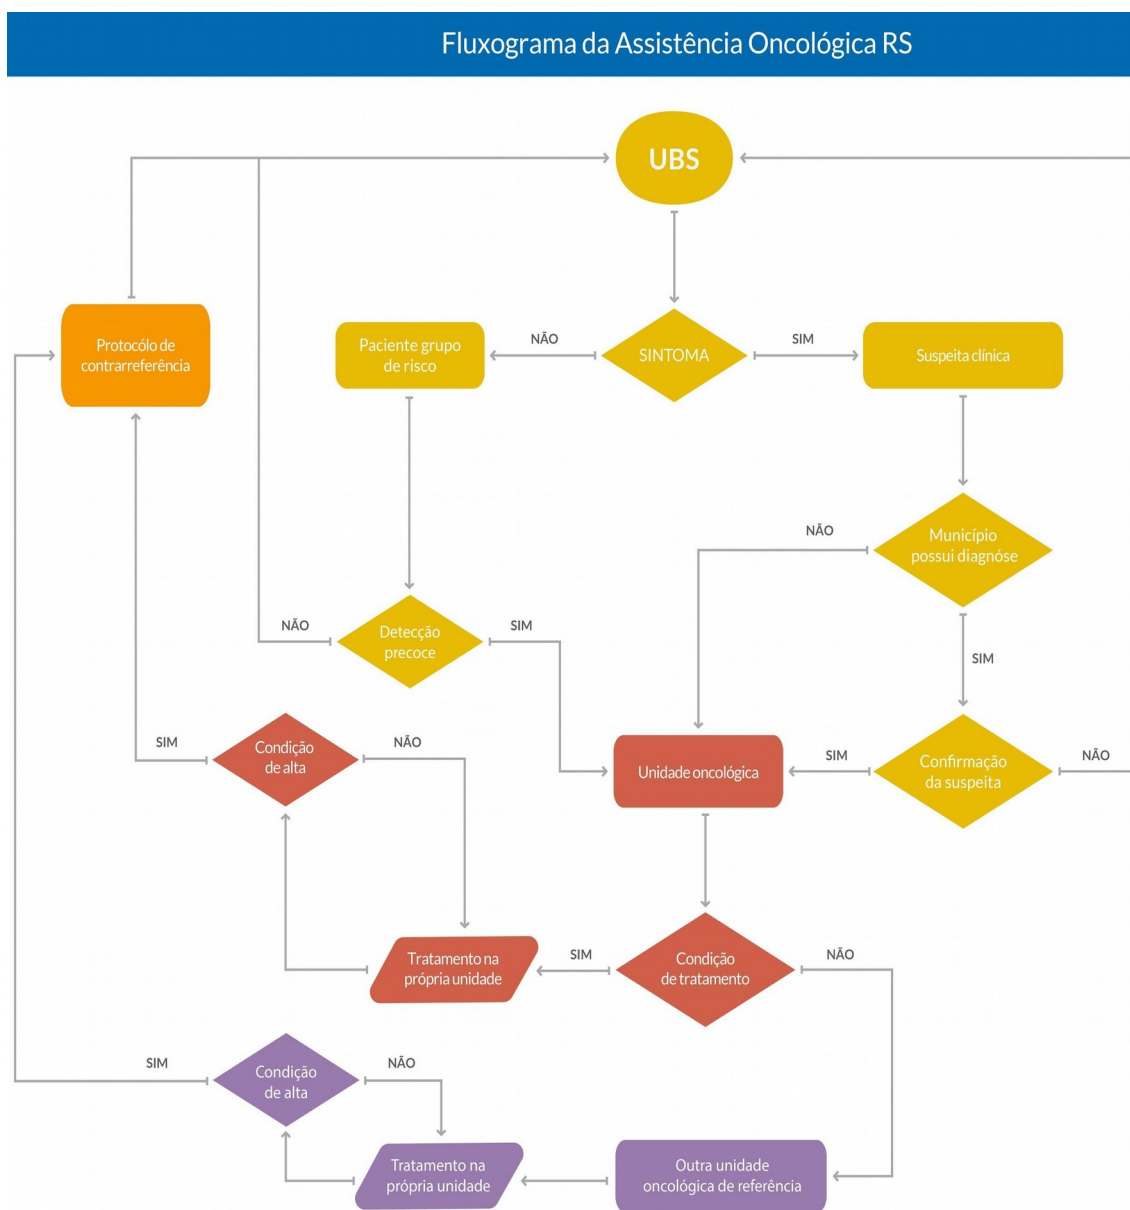 Fluxograma da Assistência Oncológica RS
UBS
Protocólo de
contrarreferência
Paciente grupo
de risco
NÃO
SINTOMA
SIM
Suspeita clínica
NÃO
Município
possui diagnóse
NÃO
Detecção
precoce
SIM
SIM
SIM
Condição
de alta
NÃO
Unidade oncológica
SIM
Confirmação
da suspeita
NÃO
Tratamento na
própria unidade
SIM
Condição
de tratamento
NÃO
SIM
Condição
de alta
NÃO
Tratamento na
própria unidade
Outra unidade
oncológica de referência